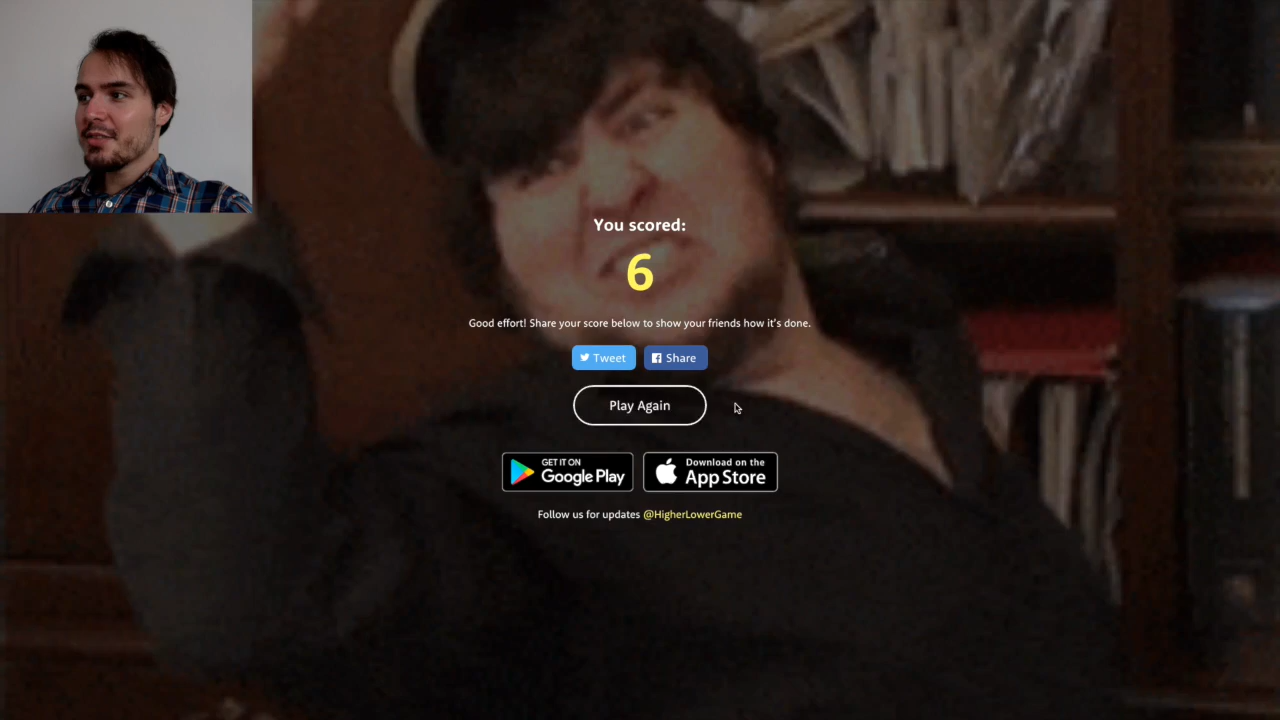 You scored:
6
Good effort! Share your score below to show your friends how it's done.
Tweet
Share
Play Again
GET IT ON
Google Play
Download on the
App Store
Follow us for updates @HigherLowerGame